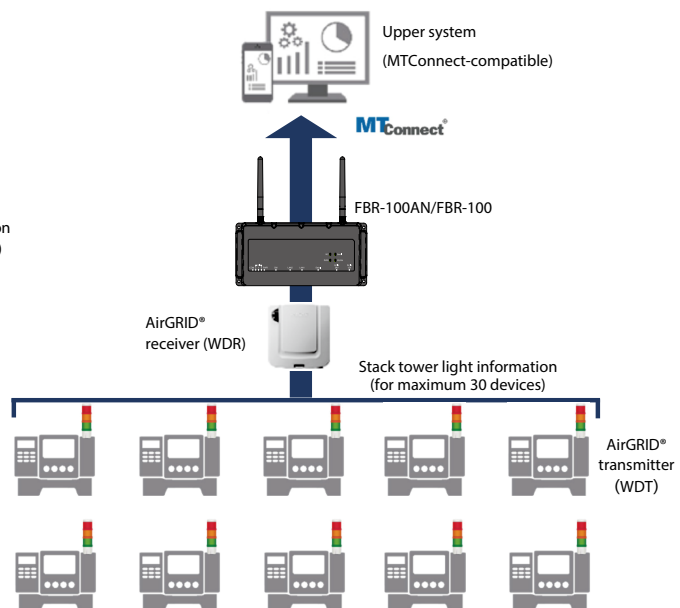 Upper system
(MTConnect-compatible)
MTConnect®
FBR-100AN/FBR-100
on
)
AirGRID®
receiver (WDR)
Stack tower light information
(for maximum 30 devices)
AirGRID®
transmitter
(WDT)